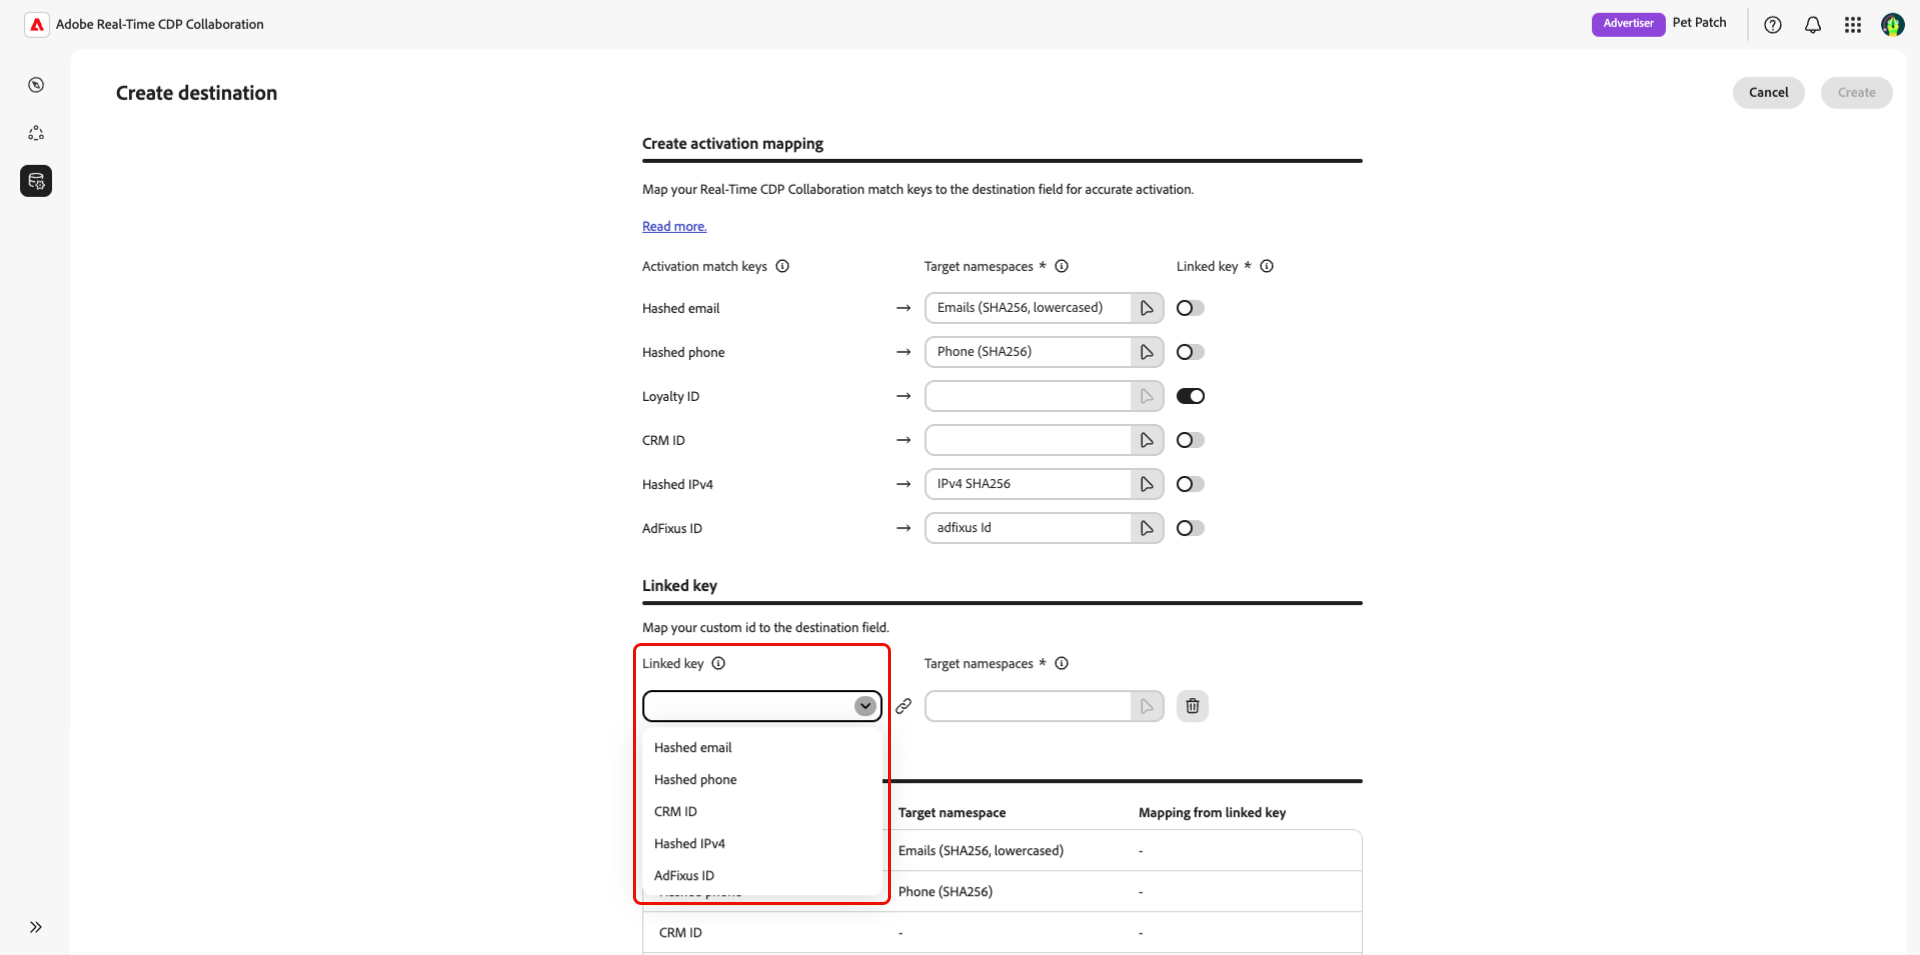 Adobe Real-Time CDP Collaboration
Advertiser
Pet Patch
Create destination
Cancel
Create
Create activation mapping
Map your Real-Time CDP Collaboration match keys to the destination field for accurate activation.
Read more.
Activation match keys
Target namespaces *
Linked key *
Hashed email
Emails (SHA256, lowercased)
Hashed phone
Phone (SHA256)
Loyalty ID
CRM ID
Hashed IPv4
IPv4 SHA256
AdFixus ID
adfixus Id
Linked key
Map your custom id to the destination field.
Linked key
Target namespaces *
Hashed email
Hashed phone
CRM ID
Hashed IPv4
AdFixus ID
Target namespace
Mapping from linked key
Emails (SHA256, lowercased)
-
Phone (SHA256)
-
CRM ID
-
-